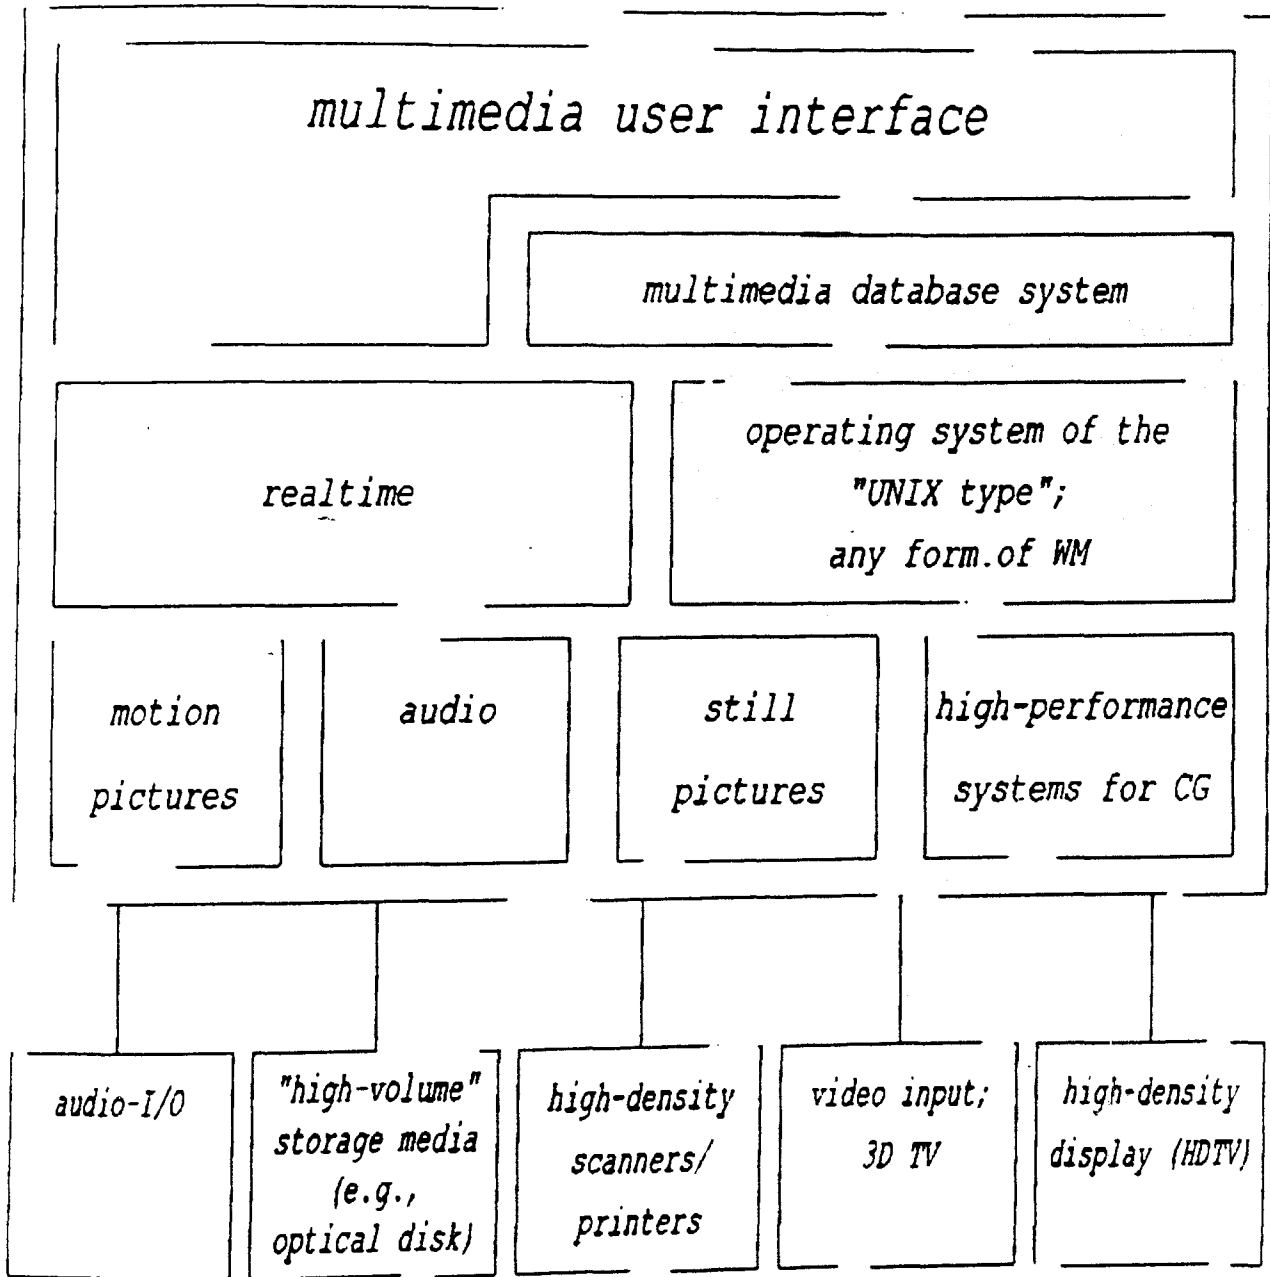 multimedia user interface
multimedia database system
realtime
operating system of the
"UNIX type";
any form.of WM
motion
pictures
audio
still
pictures
high-performance
systems for CG
audio-I/O
"high-volume"
storage media
(e.g.,
optical disk)
high-density
scanners/
printers
video input;
3D TV
high-density
display (HDTV)